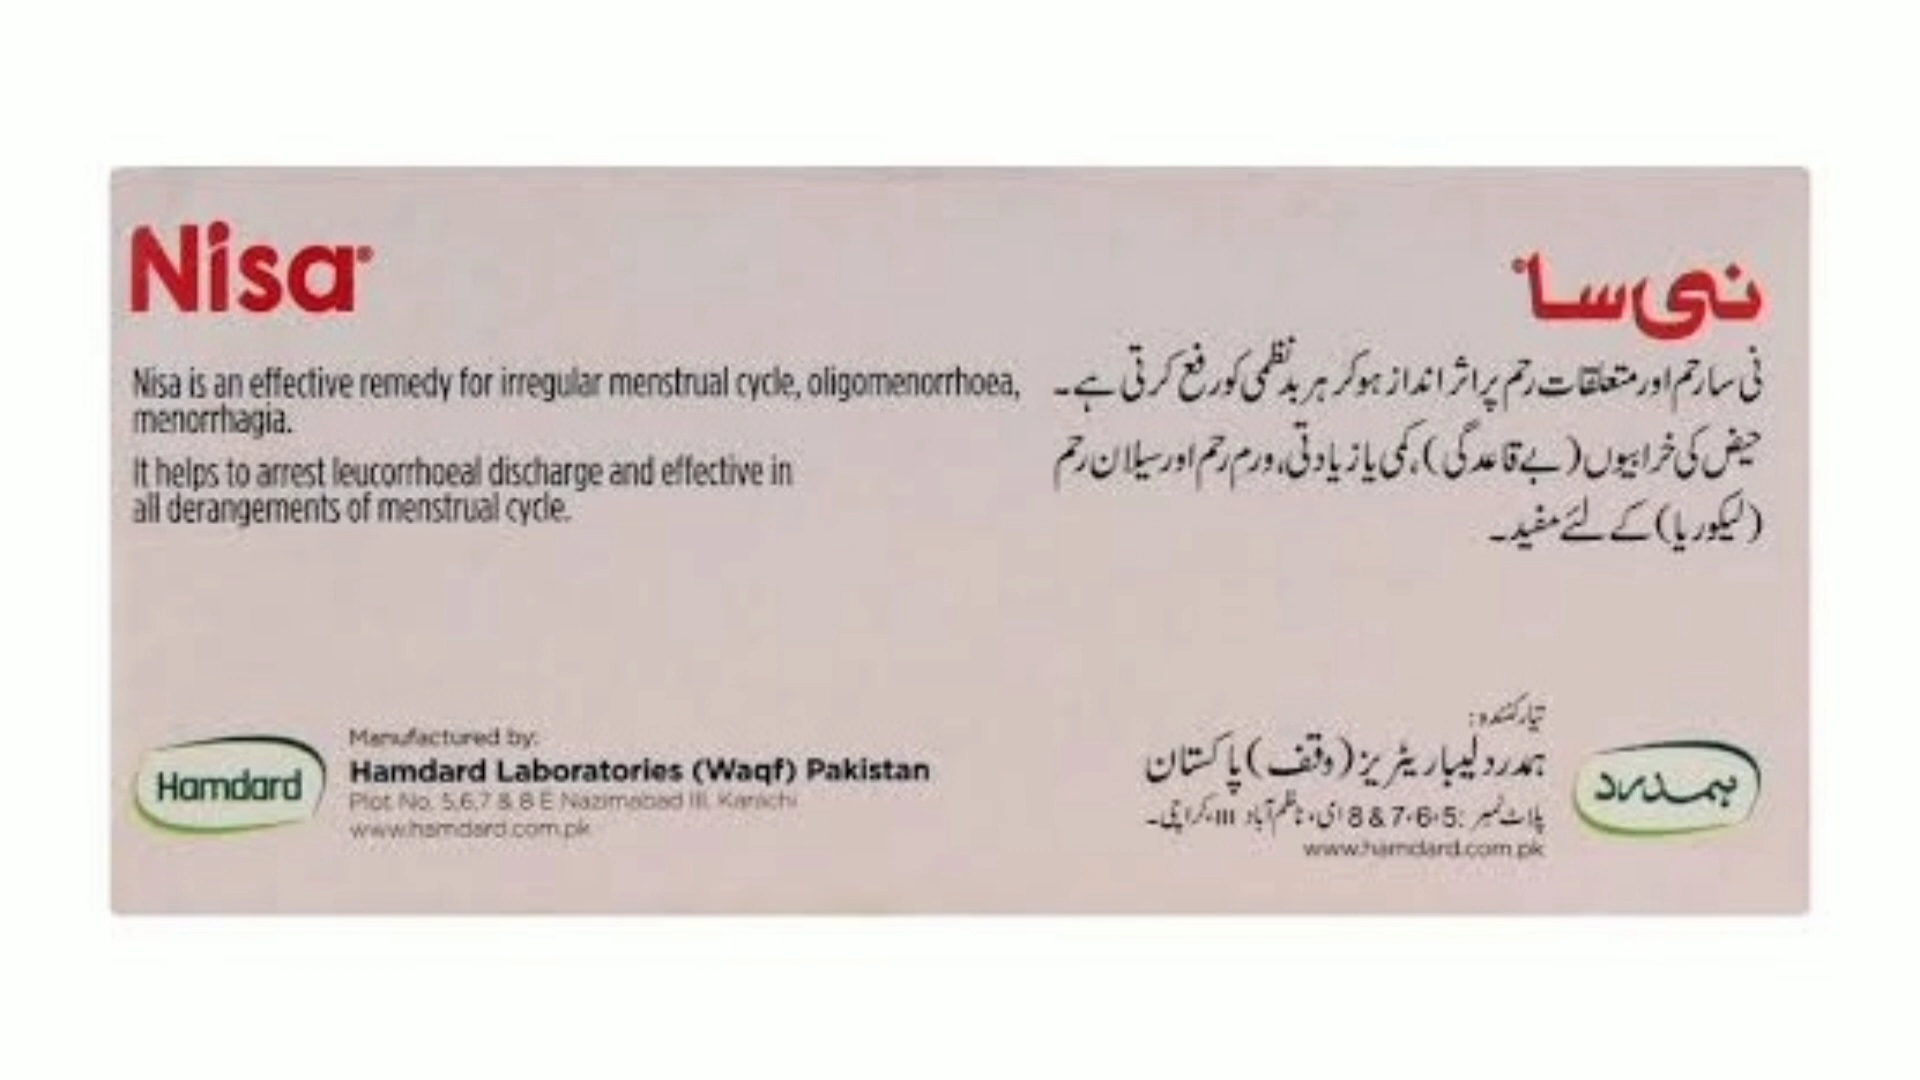 Nisa®
Nisa is an effective remedy for irregular menstrual cycle, oligomenorrhoea,
menorrhagia.
It helps to arrest leucorrhoeal discharge and effective in
all derangements of menstrual cycle.
Hamdard
Manufactured by:
Hamdard Laboratories (Waqf) Pakistan
Plot No. 5,6,7 & 8 E Nazimabad III, Karachi
www.hamdard.com.pk
نی سا®
نی سا رحم اور متعلقات رحم پر اثر انداز ہو کر ہر بدنظمی کو رفع کرتی ہے۔
حیض کی خرابیوں (بے قاعدگی)، کمی یا زیادتی، ورم رحم اور سیلان رحم
(لیکوریا) کے لئے مفید۔
تیار کنندہ:
ہمدرد لیباریٹریز (وقف) پاکستان
پلاٹ نمبر :5،6،7 & 8 ای، ناظم آباد III، کراچی۔
www.hamdard.com.pk
ہمدرد